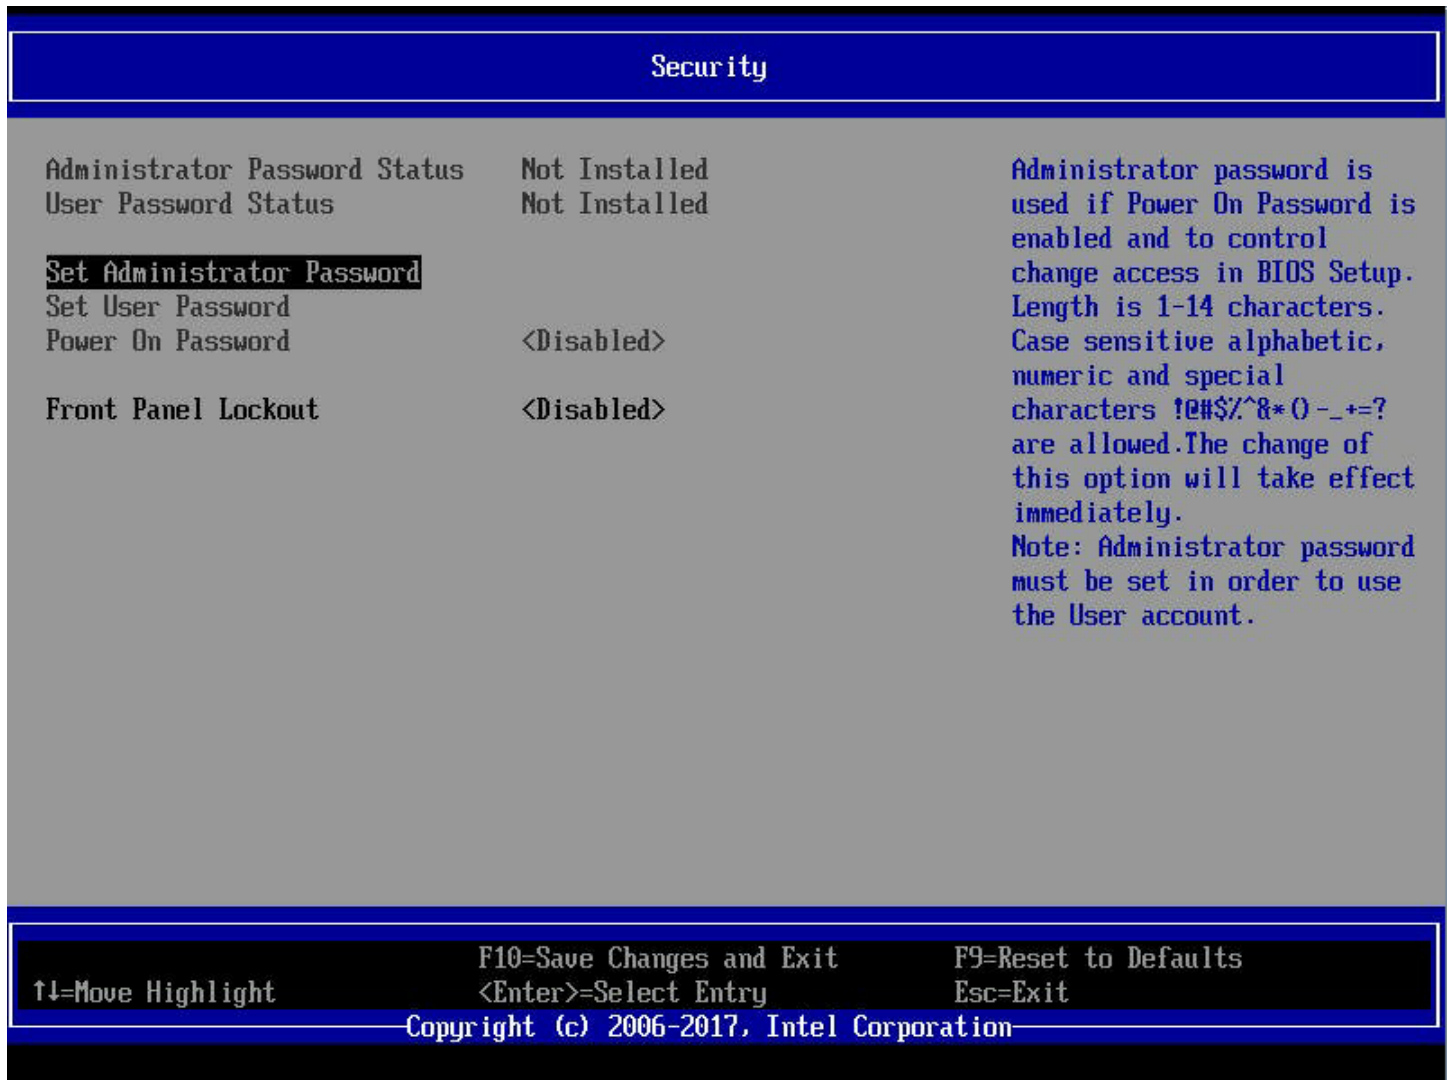 Security
Administrator Password Status Not Installed
User Password Status Not Installed
Set Administrator Password
Set User Password
Power On Password <Disabled>
Front Panel Lockout <Disabled>
Administrator password is
used if Power On Password is
enabled and to control
change access in BIOS Setup.
Length is 1-14 characters.
Case sensitive alphabetic,
numeric and special
characters !@#$%^&*()-_+=?
are allowed.The change of
this option will take effect
immediately.
Note: Administrator password
must be set in order to use
the User account.
F10=Save Changes and Exit F9=Reset to Defaults
↑↓=Move Highlight <Enter>=Select Entry Esc=Exit
Copyright (c) 2006-2017, Intel Corporation